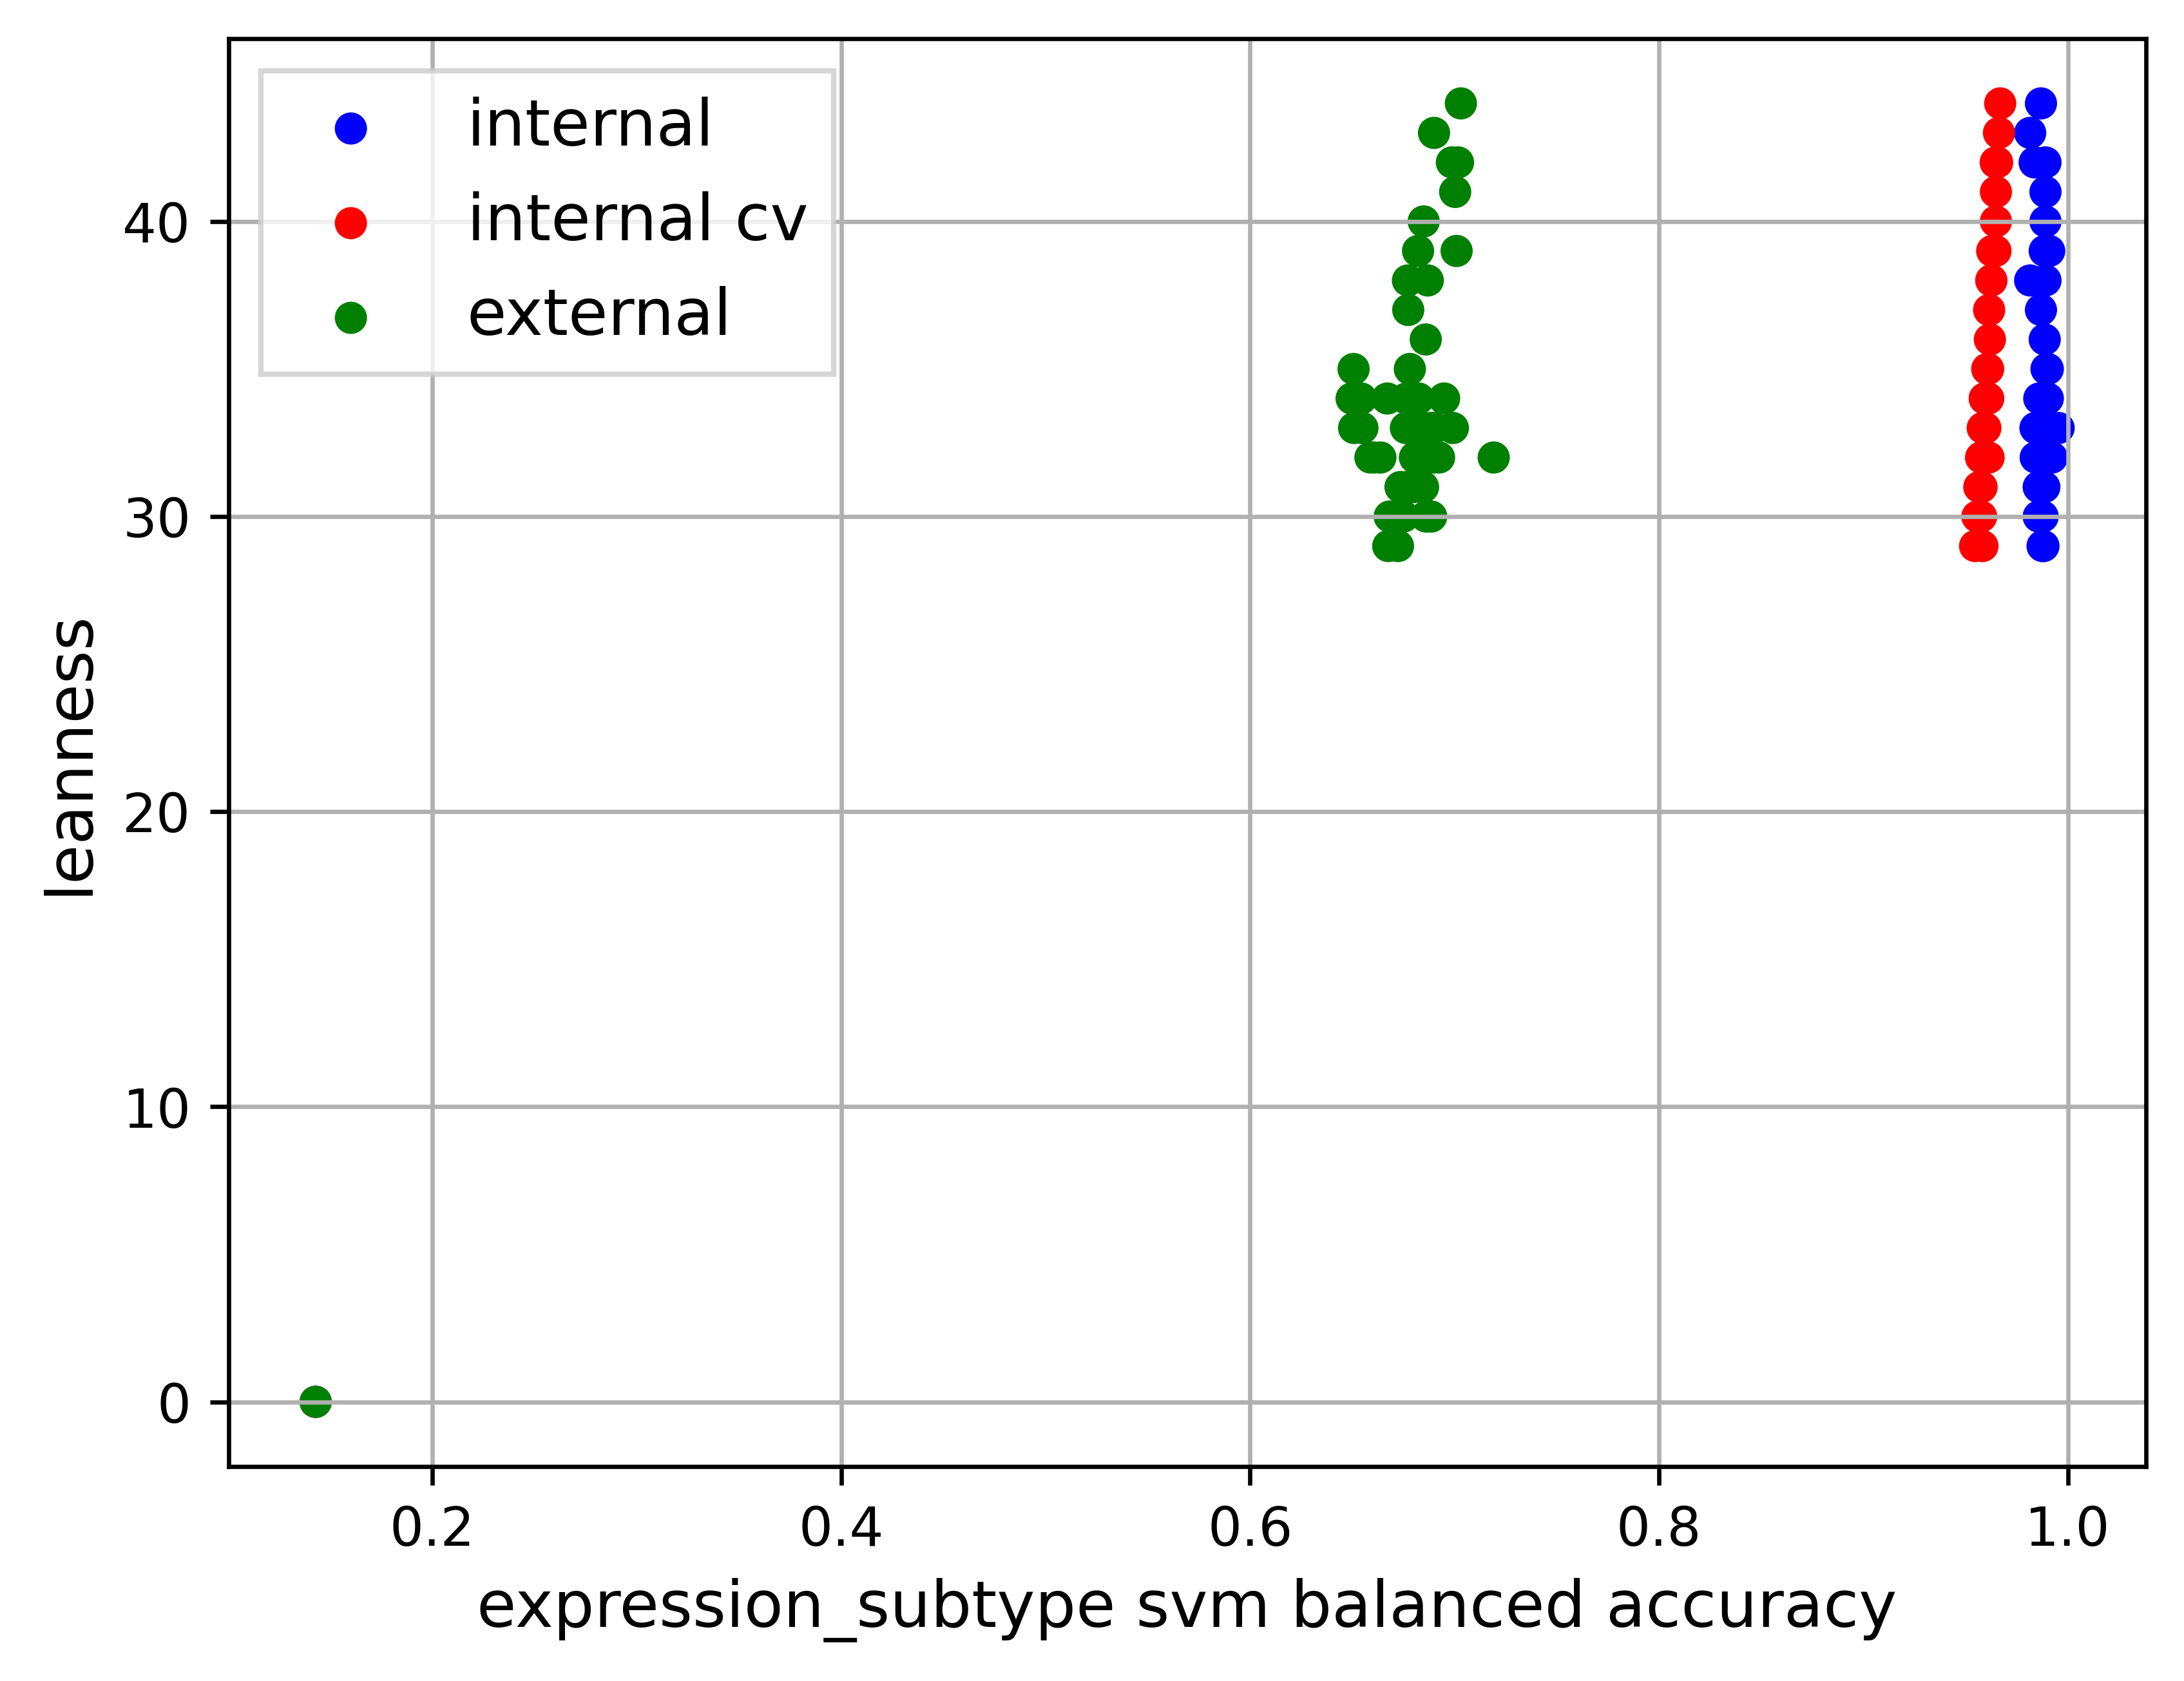 internal
internal cv
external
40
30
20
10
0
leanness
0.2 0.4 0.6 0.8 1.0
expression_subtype svm balanced accuracy